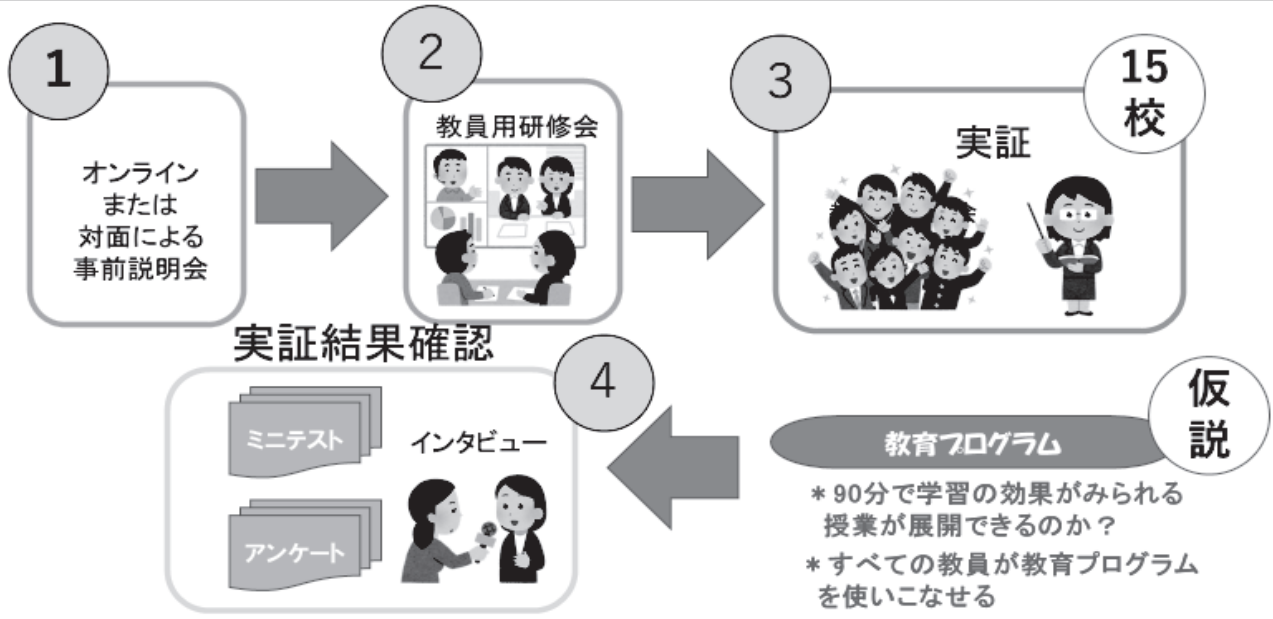 1
オンライン
または
対面による
事前説明会
2
教員用研修会
3
実証
15
校
実証結果確認
4
ミニテスト
アンケート
インタビュー
仮
説
教育プログラム
＊90分で学習の効果がみられる
授業が展開できるのか？
＊すべての教員が教育プログラム
を使いこなせる